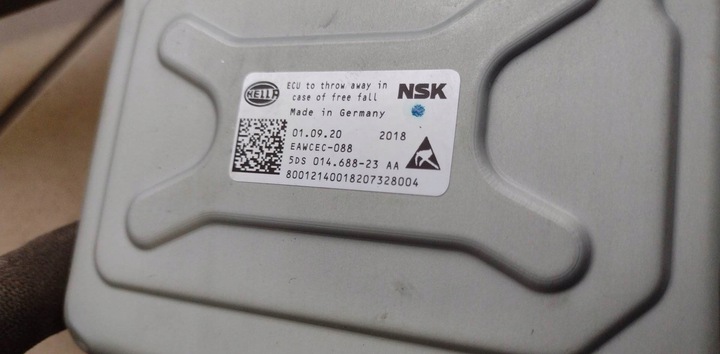 HELLA
ECU to throw away in
case of free fall
NSK
Made in Germany
01.09.20 2018
EAWCEC-088
5DS 014.688-23 AA
80012140018207328004